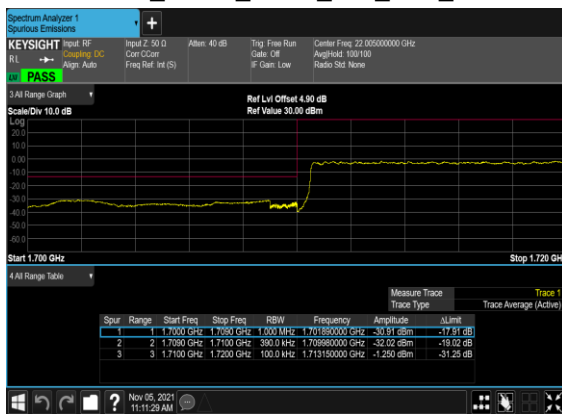 Spectrum Analyzer 1
Spurious Emissions
KEYSIGHT
RL
Input: RF
Coupling: DC
Align: Auto
Input Z: 50 Ω
Corr CCorr
Freq Ref: Int (S)
Atten: 40 dB
Trig: Free Run
Gate: Off
IF Gain: Low
Center Freq: 22.005000000 GHz
Avg|Hold: 100/100
Radio Std: None
PASS
3 All Range Graph
Ref Lvl Offset 4.90 dB
Scale/Div 10.0 dB
Ref Value 30.00 dBm
Log
20.0
10.0
0.00
-10.0
-20.0
-30.0
-40.0
-50.0
-60.0
Start 1.700 GHz
Stop 1.720 GH
4 All Range Table
Measure Trace Trace 1
Trace Type Trace Average (Active)
Spur Range Start Freq Stop Freq RBW Frequency Amplitude ΔLimit
1 1 1.7000 GHz 1.7090 GHz 1.000 MHz 1.701890000 GHz -30.91 dBm -17.91 dB
2 2 1.7090 GHz 1.7100 GHz 390.0 kHz 1.709980000 GHz -32.02 dBm -19.02 dB
3 3 1.7100 GHz 1.7200 GHz 100.0 kHz 1.713150000 GHz -1.250 dBm -31.25 dB
Nov 05, 2021
11:11:29 AM